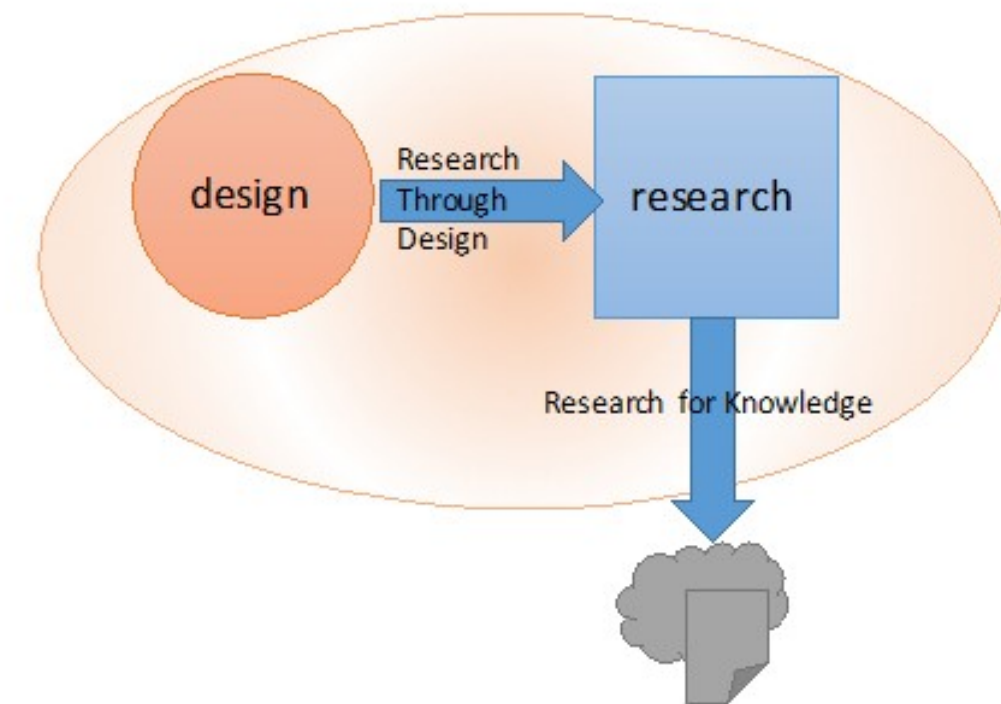 design
Research
Through
Design
research
Research for Knowledge